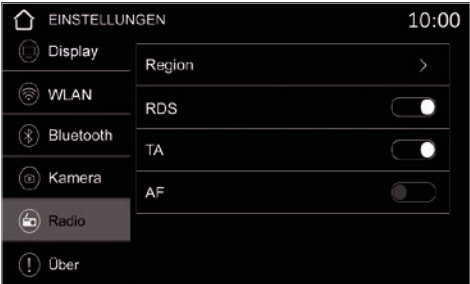 EINSTELLUNGEN 10:00
Display
WLAN
Bluetooth
Kamera
Radio
Über
Region
RDS
TA
AF